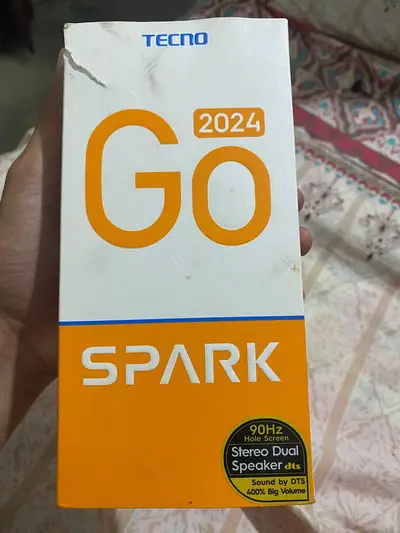 TECNO
2024
Go
SPARK
90Hz
Hole Screen
Stereo Dual
Speaker dts
Sound by DTS
400% Big Volume